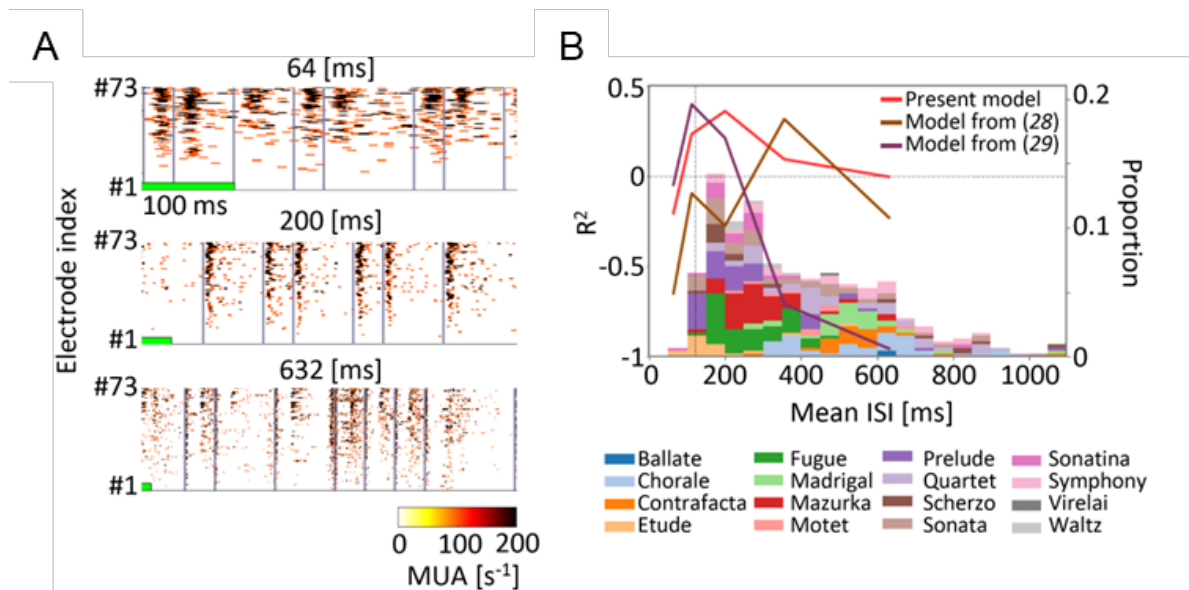 A
64 [ms]
#73
#1
100 ms
200 [ms]
#73
#1
632 [ms]
#73
#1
Electrode index
0 100 200
MUA [s⁻¹]
B
0.5
0
-0.5
-1
R²
Present model
Model from (28)
Model from (29)
0.2
0.1
0
Proportion
0 200 400 600 800 1000
Mean ISI [ms]
Ballate Fugue Prelude Sonatina
Chorale Madrigal Quartet Symphony
Contrafacta Mazurka Scherzo Virelai
Etude Motet Sonata Waltz